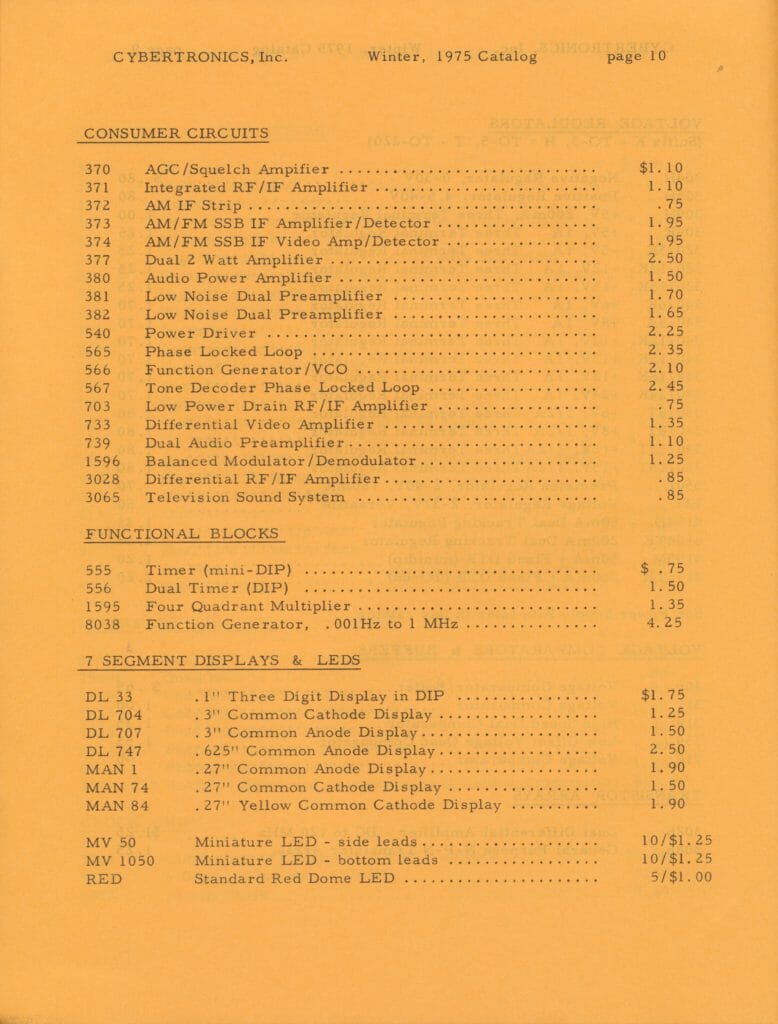 CYBERTRONICS, Inc. Winter, 1975 Catalog page 10
CONSUMER CIRCUITS
370 AGC/Squelch Ampifier .............................. $1.10
371 Integrated RF/IF Amplifier ......................... 1.10
372 AM IF Strip ....................................... .75
373 AM/FM SSB IF Amplifier/Detector ................... 1.95
374 AM/FM SSB IF Video Amp/Detector ................. 1.95
377 Dual 2 Watt Amplifier .............................. 2.50
380 Audio Power Amplifier ............................. 1.50
381 Low Noise Dual Preamplifier ....................... 1.70
382 Low Noise Dual Preamplifier ....................... 1.65
540 Power Driver ..................................... 2.25
565 Phase Locked Loop ................................ 2.35
566 Function Generator/VCO ........................... 2.10
567 Tone Decoder Phase Locked Loop ................... 2.45
703 Low Power Drain RF/IF Amplifier .................. .75
733 Differential Video Amplifier ......................... 1.35
739 Dual Audio Preamplifier ............................ 1.10
1596 Balanced Modulator/Demodulator .................... 1.25
3028 Differential RF/IF Amplifier ........................ .85
3065 Television Sound System ........................... .85
FUNCTIONAL BLOCKS
555 Timer (mini-DIP) ................................. $ .75
556 Dual Timer (DIP) ................................. 1.50
1595 Four Quadrant Multiplier ........................... 1.35
8038 Function Generator, .001Hz to 1 MHz ............... 4.25
7 SEGMENT DISPLAYS & LEDS
DL 33 .1" Three Digit Display in DIP ................ $1.75
DL 704 .3" Common Cathode Display .................. 1.25
DL 707 .3" Common Anode Display .................... 1.50
DL 747 .625" Common Anode Display .................. 2.50
MAN 1 .27" Common Anode Display ................... 1.90
MAN 74 .27" Common Cathode Display ................. 1.50
MAN 84 .27" Yellow Common Cathode Display .......... 1.90
MV 50 Miniature LED - side leads .................... 10/$1.25
MV 1050 Miniature LED - bottom leads ................. 10/$1.25
RED Standard Red Dome LED ...................... 5/$1.00